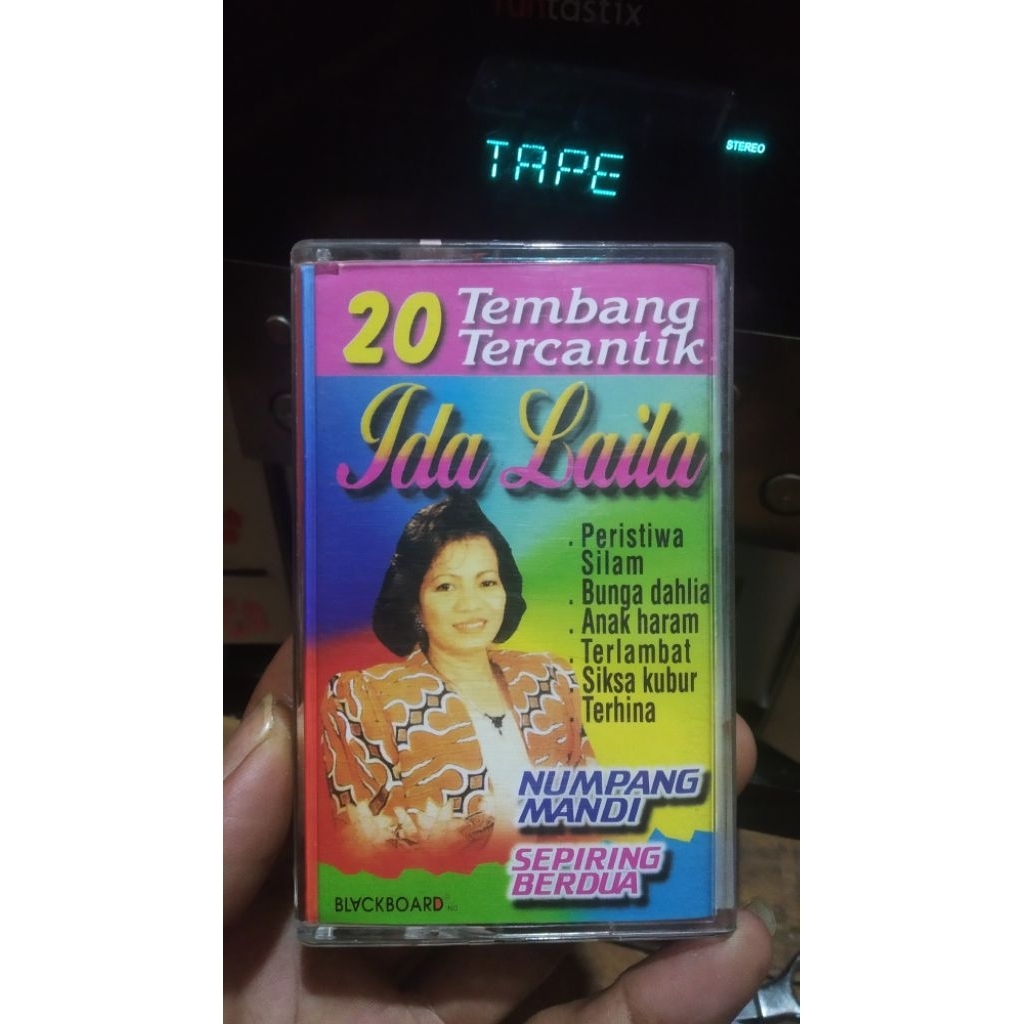 funtastix
TAPE
STEREO
20 Tembang
Tercantik
Ida Laila
. Peristiwa
Silam
. Bunga dahlia
. Anak haram
. Terlambat
. Siksa kubur
. Terhina
NUMPANG
MANDI
SEPIRING
BERDUA
BLACKBOARD